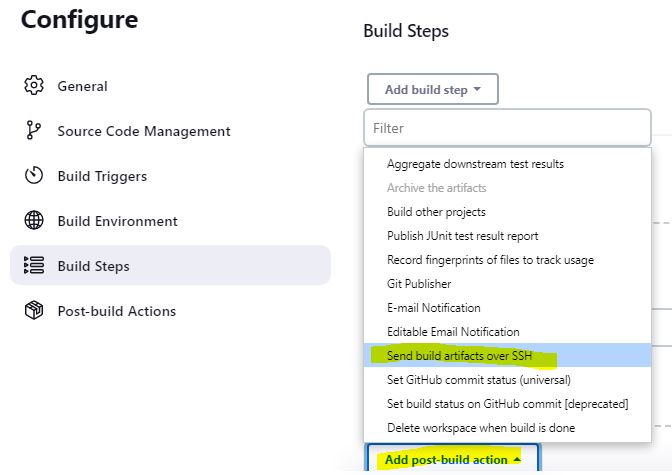 Configure
General
Source Code Management
Build Triggers
Build Environment
Build Steps
Post-build Actions
Build Steps
Add build step
Filter
Aggregate downstream test results
Archive the artifacts
Build other projects
Publish JUnit test result report
Record fingerprints of files to track usage
Git Publisher
E-mail Notification
Editable Email Notification
Send build artifacts over SSH
Set GitHub commit status (universal)
Set build status on GitHub commit [deprecated]
Delete workspace when build is done
Add post-build action